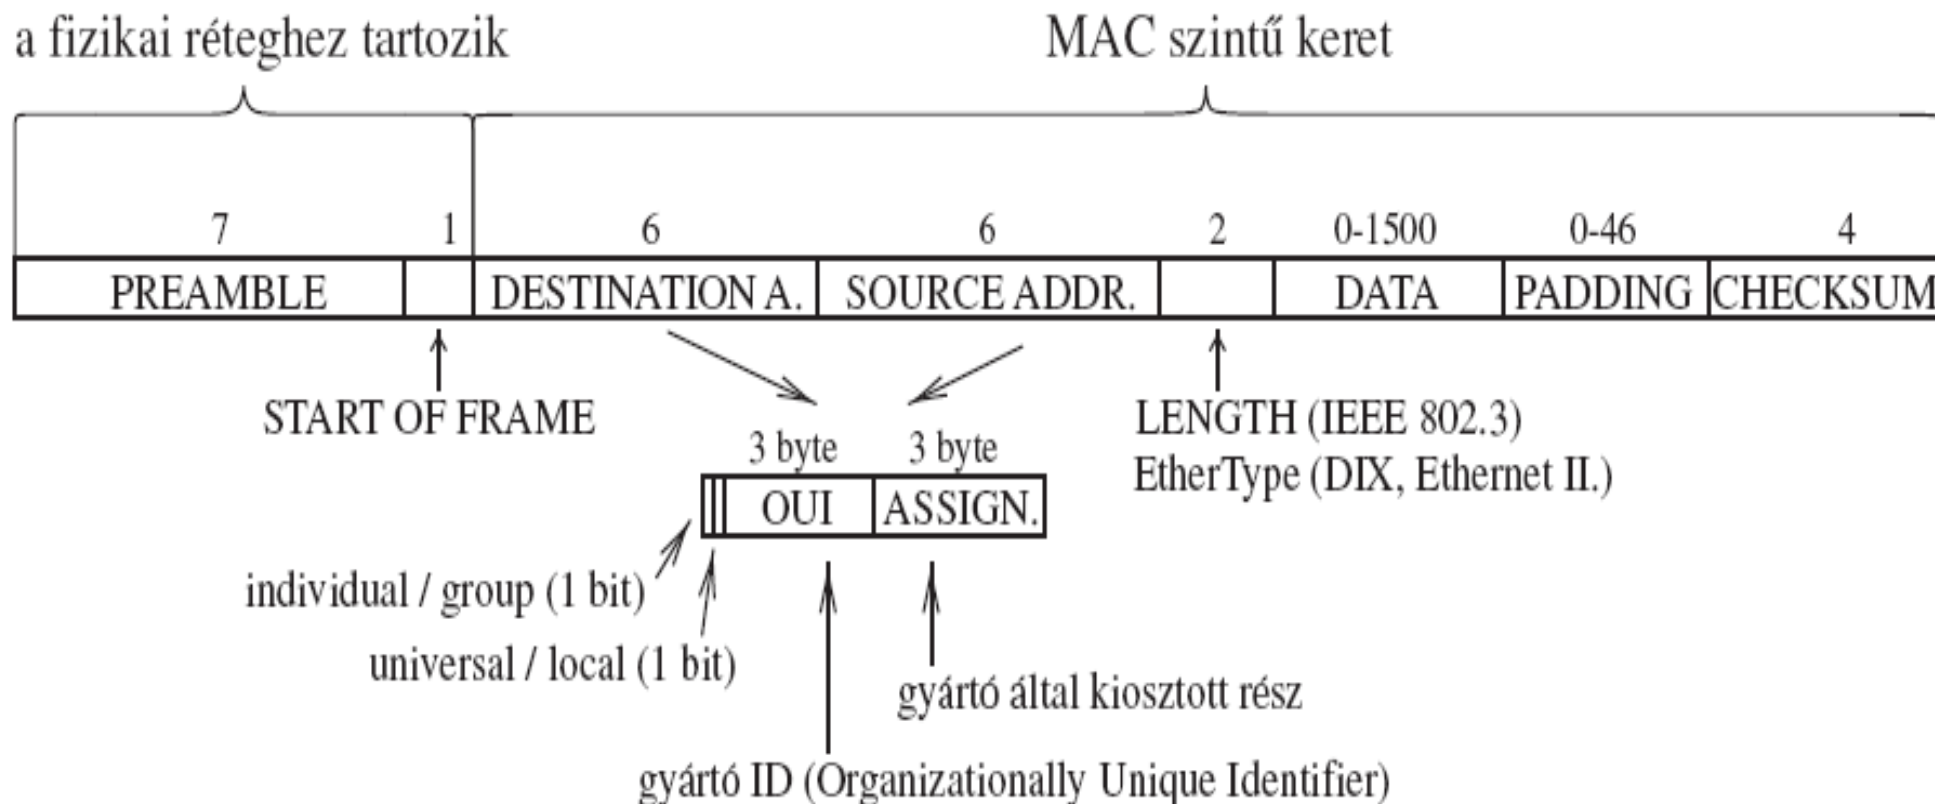 a fizikai réteghez tartozik
MAC szintű keret
7 1 6 6 2 0-1500 0-46 4
PREAMBLE DESTINATION A. SOURCE ADDR. DATA PADDING CHECKSUM
START OF FRAME
LENGTH (IEEE 802.3)
EtherType (DIX, Ethernet II.)
3 byte 3 byte
OUI ASSIGN.
individual / group (1 bit)
universal / local (1 bit)
gyártó által kiosztott rész
gyártó ID (Organizationally Unique Identifier)